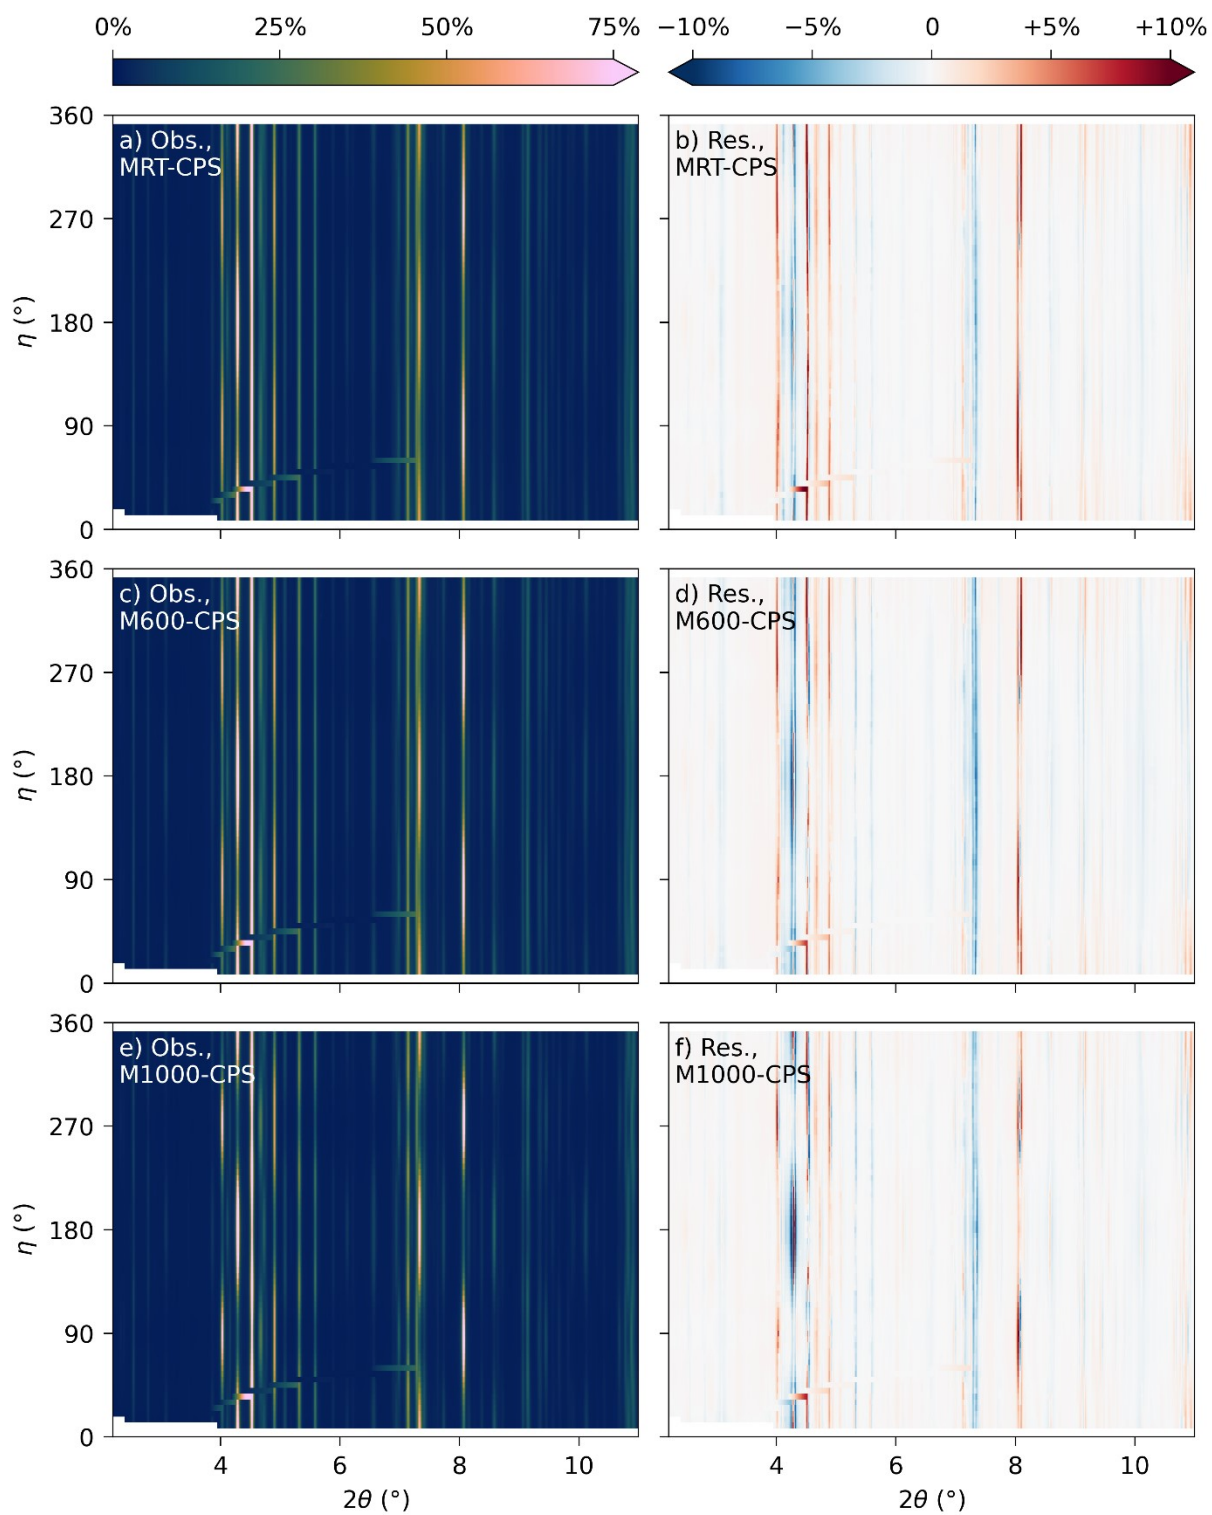 0% 25% 50% 75% −10% −5% 0 +5% +10%
360
270
180
90
0
η (°)
a) Obs.,
MRT-CPS
b) Res.,
MRT-CPS
360
270
180
90
0
η (°)
c) Obs.,
M600-CPS
d) Res.,
M600-CPS
360
270
180
90
0
η (°)
e) Obs.,
M1000-CPS
f) Res.,
M1000-CPS
4 6 8 10 4 6 8 10
2θ (°) 2θ (°)